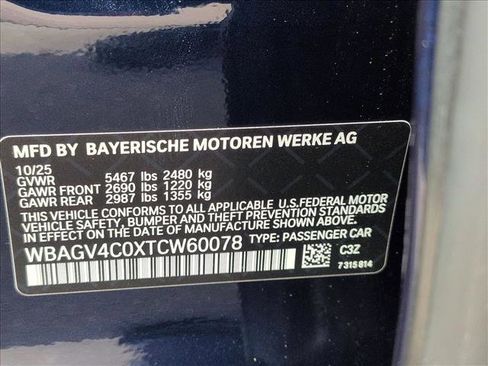 MFD BY BAYERISCHE MOTOREN WERKE AG
10/25
GVWR 5467 lbs 2480 kg
GAWR FRONT 2690 lbs 1220 kg
GAWR REAR 2987 lbs 1355 kg
THIS VEHICLE CONFORMS TO ALL APPLICABLE U.S.FEDERAL MOTOR
VEHICLE SAFETY, BUMPER AND THEFT PREVENTION STANDARDS
IN EFFECT ON THE DATE OF MANUFACTURE SHOWN ABOVE.
WBAGV4C0XTCW60078 TYPE: PASSENGER CAR
C3Z
7315814